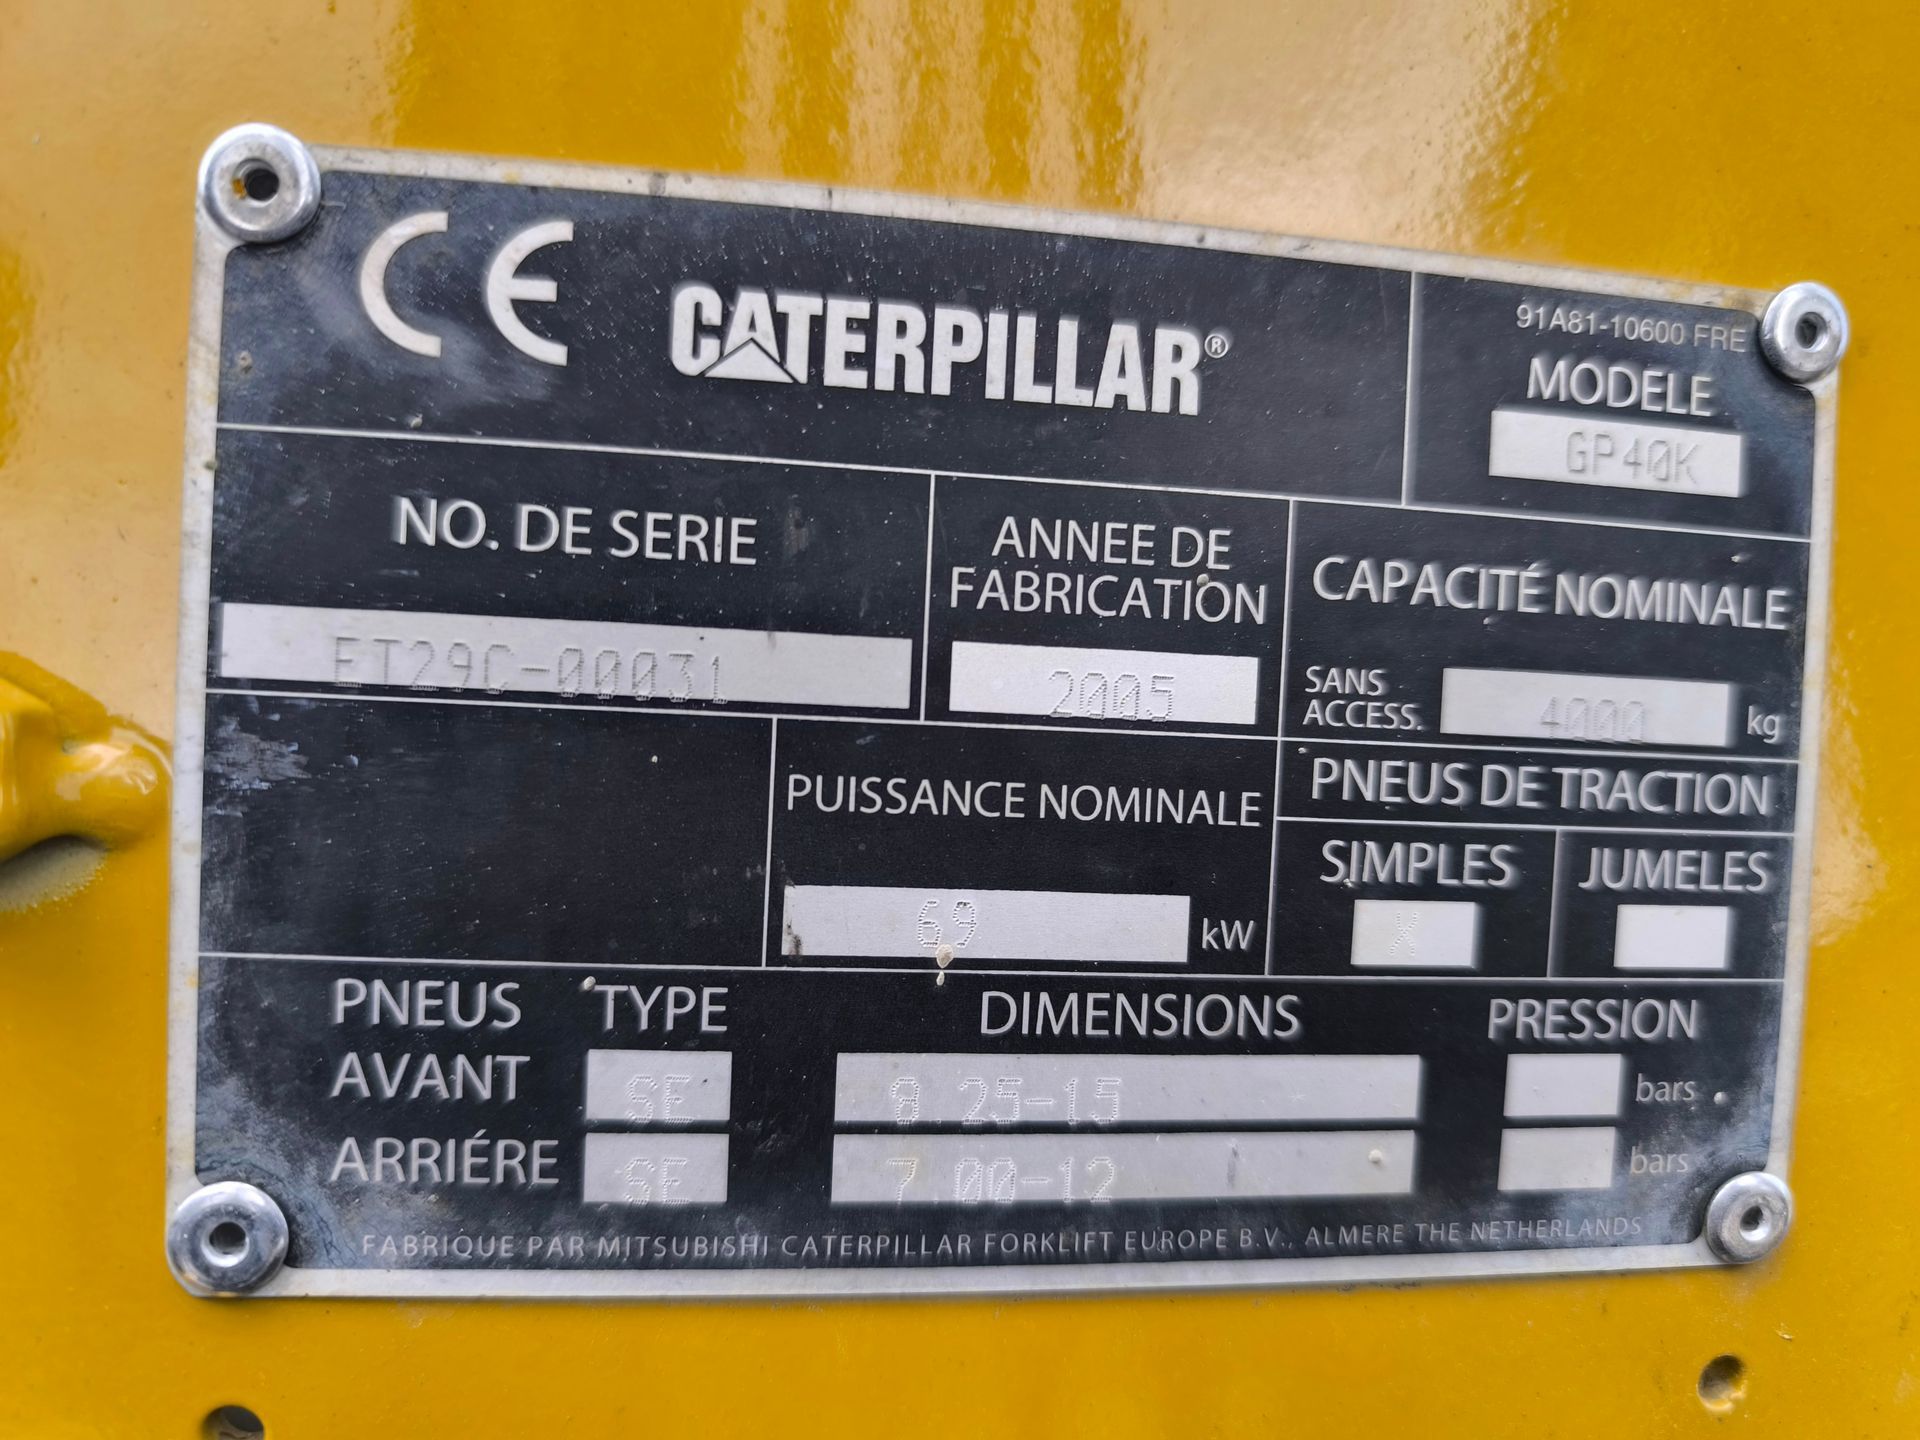 CE CATERPILLAR®
91A81-10600 FRE
MODELE
GP40K
NO. DE SERIE
ET29C-00031
ANNEE DE
FABRICATION
2005
CAPACITÉ NOMINALE
SANS
ACCESS. 4000 kg
PUISSANCE NOMINALE
69 kW
PNEUS DE TRACTION
SIMPLES JUMELES
X
PNEUS TYPE DIMENSIONS PRESSION
AVANT SE 8.25-15 bars
ARRIÉRE SE 7.00-12 bars
FABRIQUE PAR MITSUBISHI CATERPILLAR FORKLIFT EUROPE B.V., ALMERE THE NETHERLANDS